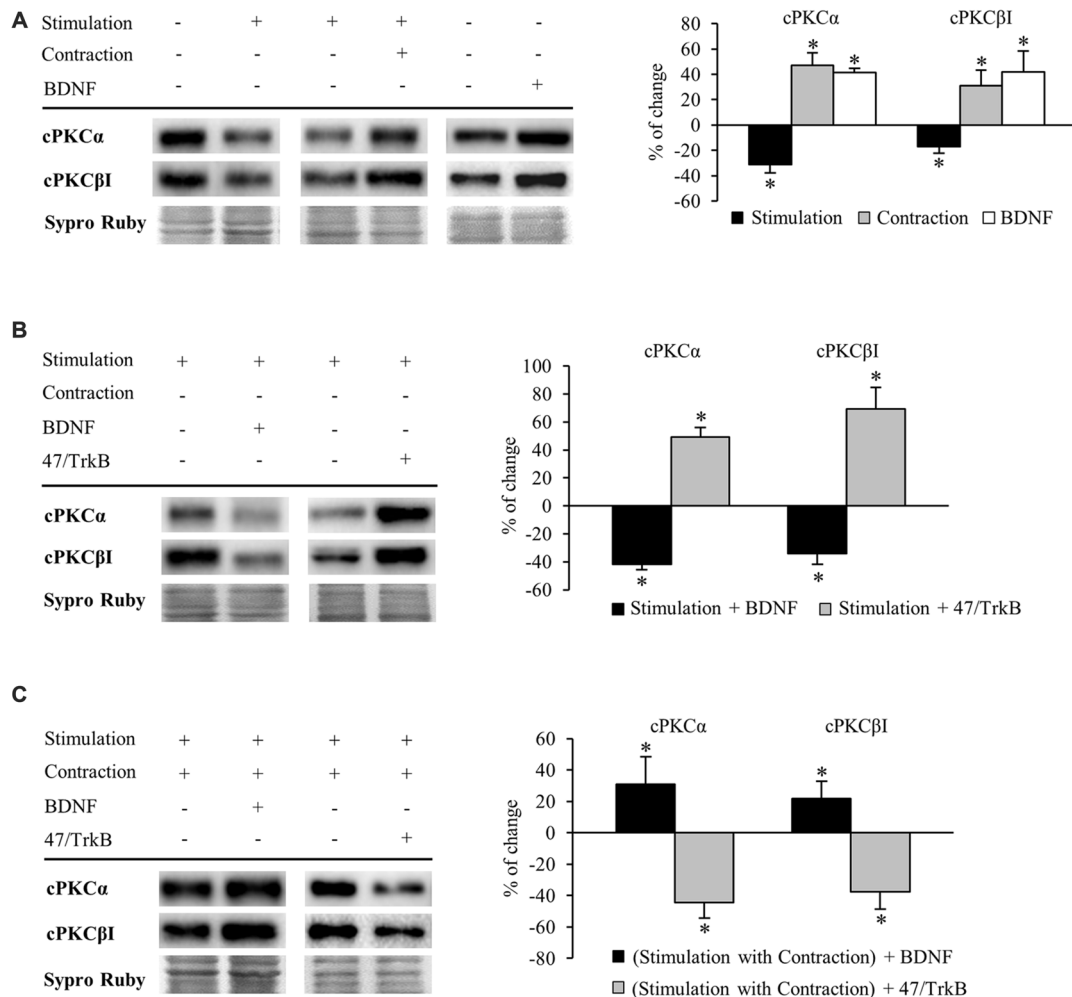 A
Stimulation - + + + - -
Contraction - - - + - -
BDNF - - - - - +
cPKCα
cPKCβI
Sypro Ruby
cPKCα cPKCβI
% of change
80
60
40
20
0
-20
-40
-60
* * * * * *
Stimulation Contraction BDNF
B
Stimulation + + + +
Contraction - - - -
BDNF - + - -
47/TrkB - - - +
cPKCα
cPKCβI
Sypro Ruby
cPKCα cPKCβI
% of change
100
80
60
40
20
0
-20
-40
-60
* * * *
Stimulation + BDNF Stimulation + 47/TrkB
C
Stimulation + + + +
Contraction + + + +
BDNF - + - -
47/TrkB - - - +
cPKCα
cPKCβI
Sypro Ruby
cPKCα cPKCβI
% of change
60
40
20
0
-20
-40
-60
-80
* * * *
(Stimulation with Contraction) + BDNF
(Stimulation with Contraction) + 47/TrkB